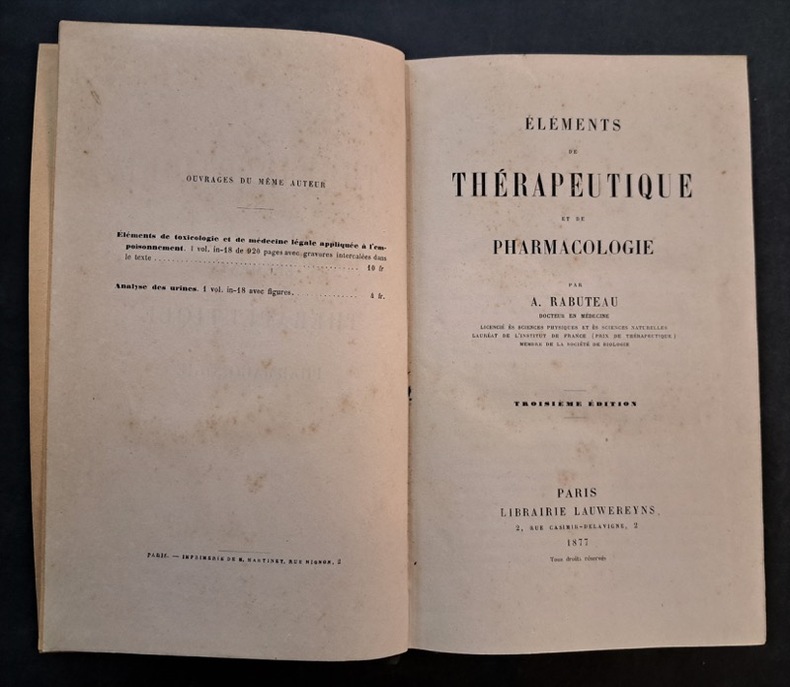 OUVRAGES DU MÊME AUTEUR
Éléments de toxicologie et de médecine légale appliquée à l'em-
poisonnement. 1 vol. in-18 de 920 pages avec gravures intercalées dans
le texte ........................................ 10 fr
Analyse des urines. 1 vol. in-18 avec figures. ............. 4 fr.
PARIS. — IMPRIMERIE DE E. MARTINET, RUE MIGNON, 2
ÉLÉMENTS
DE
THÉRAPEUTIQUE
ET DE
PHARMACOLOGIE
PAR
A. RABUTEAU
DOCTEUR EN MÉDECINE
LICENCIÉ ÈS SCIENCES PHYSIQUES ET ÈS SCIENCES NATURELLES
LAURÉAT DE L'INSTITUT DE FRANCE (PRIX DE THÉRAPEUTIQUE)
MEMBRE DE LA SOCIÉTÉ DE BIOLOGIE
TROISIÈME ÉDITION
PARIS
LIBRAIRIE LAUWEREYNS,
2, RUE CASIMIR-DELAVIGNE, 2
1877
Tous droits réservés